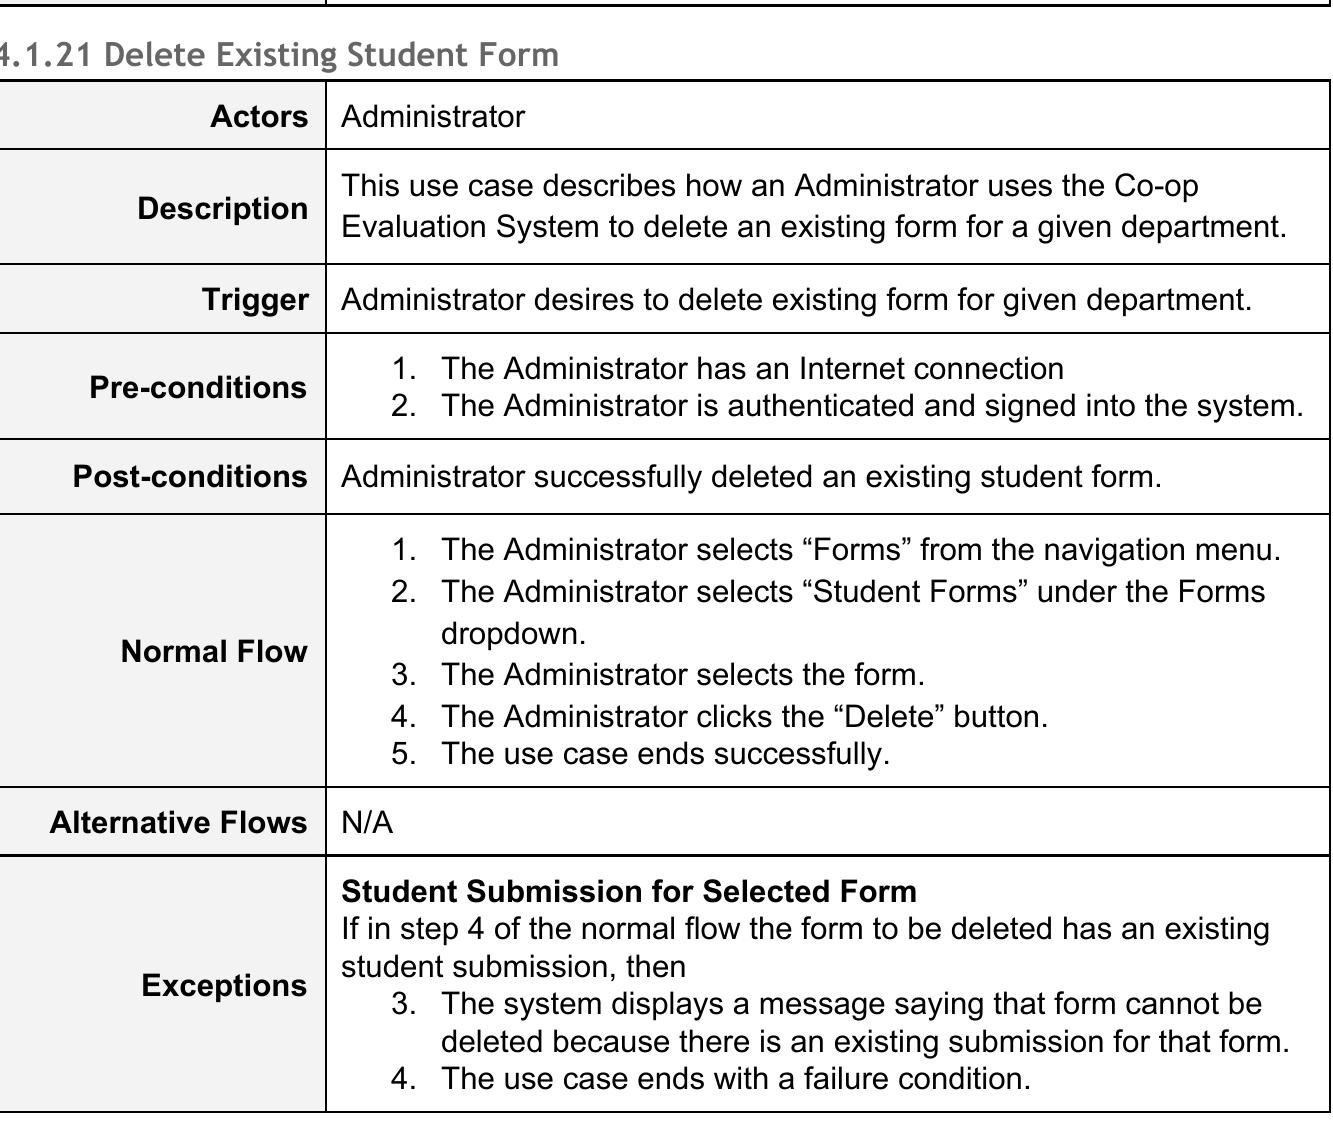 4.1.21 Delete Existing Student Form
Actors
Administrator
Description
This use case describes how an Administrator uses the Co-op
Evaluation System to delete an existing form for a given department.
Trigger
Administrator desires to delete existing form for given department.
Pre-conditions
1. The Administrator has an Internet connection
2. The Administrator is authenticated and signed into the system.
Post-conditions
Administrator successfully deleted an existing student form.
Normal Flow
1. The Administrator selects “Forms” from the navigation menu.
2. The Administrator selects “Student Forms” under the Forms
dropdown.
3. The Administrator selects the form.
4. The Administrator clicks the “Delete” button.
5. The use case ends successfully.
Alternative Flows
N/A
Exceptions
Student Submission for Selected Form
If in step 4 of the normal flow the form to be deleted has an existing
student submission, then
3. The system displays a message saying that form cannot be
deleted because there is an existing submission for that form.
4. The use case ends with a failure condition.